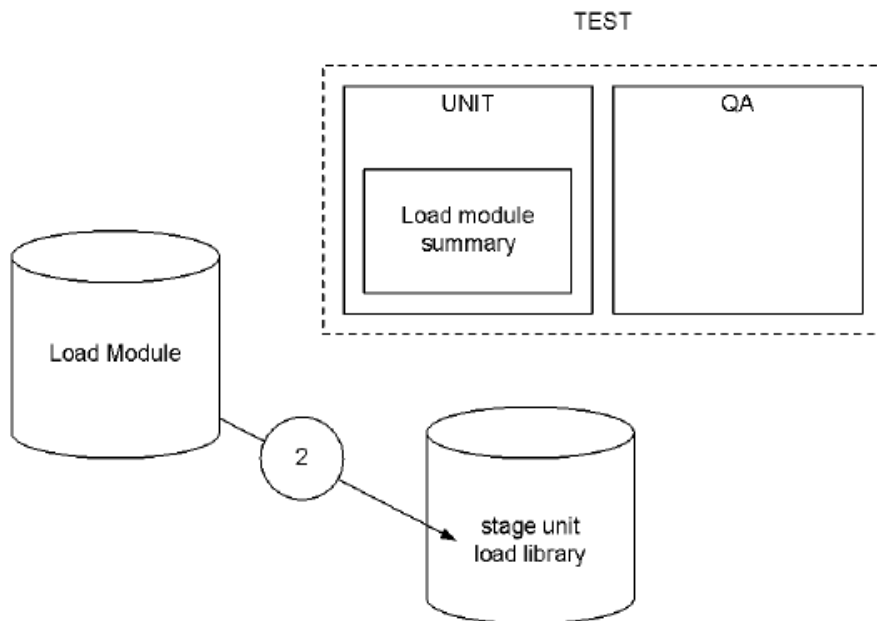 TEST
UNIT
QA
Load module
summary
Load Module
2
stage unit
load library